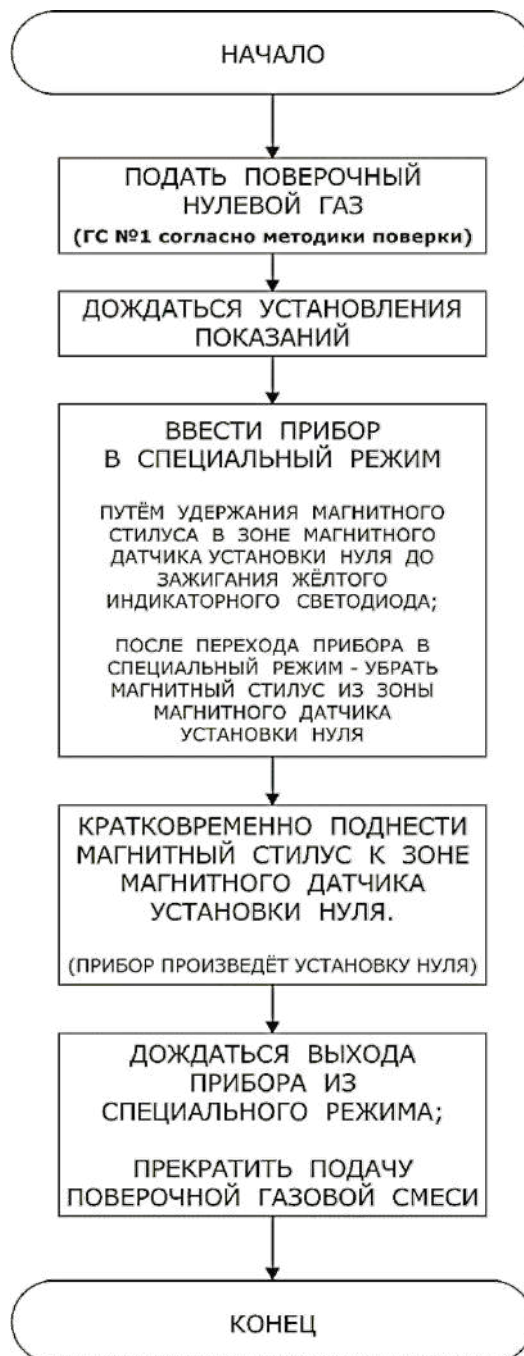 НАЧАЛО
ПОДАТЬ ПОВЕРОЧНЫЙ
НУЛЕВОЙ ГАЗ
(ГС №1 согласно методики поверки)
ДОЖДАТЬСЯ УСТАНОВЛЕНИЯ
ПОКАЗАНИЙ
ВВЕСТИ ПРИБОР
В СПЕЦИАЛЬНЫЙ РЕЖИМ
ПУТЁМ УДЕРЖАНИЯ МАГНИТНОГО
СТИЛУСА В ЗОНЕ МАГНИТНОГО
ДАТЧИКА УСТАНОВКИ НУЛЯ ДО
ЗАЖИГАНИЯ ЖЁЛТОГО
ИНДИКАТОРНОГО СВЕТОДИОДА;
ПОСЛЕ ПЕРЕХОДА ПРИБОРА В
СПЕЦИАЛЬНЫЙ РЕЖИМ - УБРАТЬ
МАГНИТНЫЙ СТИЛУС ИЗ ЗОНЫ
МАГНИТНОГО ДАТЧИКА
УСТАНОВКИ НУЛЯ
КРАТКОВРЕМЕННО ПОДНЕСТИ
МАГНИТНЫЙ СТИЛУС К ЗОНЕ
МАГНИТНОГО ДАТЧИКА
УСТАНОВКИ НУЛЯ.
(ПРИБОР ПРОИЗВЕДЁТ УСТАНОВКУ НУЛЯ)
ДОЖДАТЬСЯ ВЫХОДА
ПРИБОРА ИЗ
СПЕЦИАЛЬНОГО РЕЖИМА;
ПРЕКРАТИТЬ ПОДАЧУ
ПОВЕРОЧНОЙ ГАЗОВОЙ СМЕСИ
КОНЕЦ